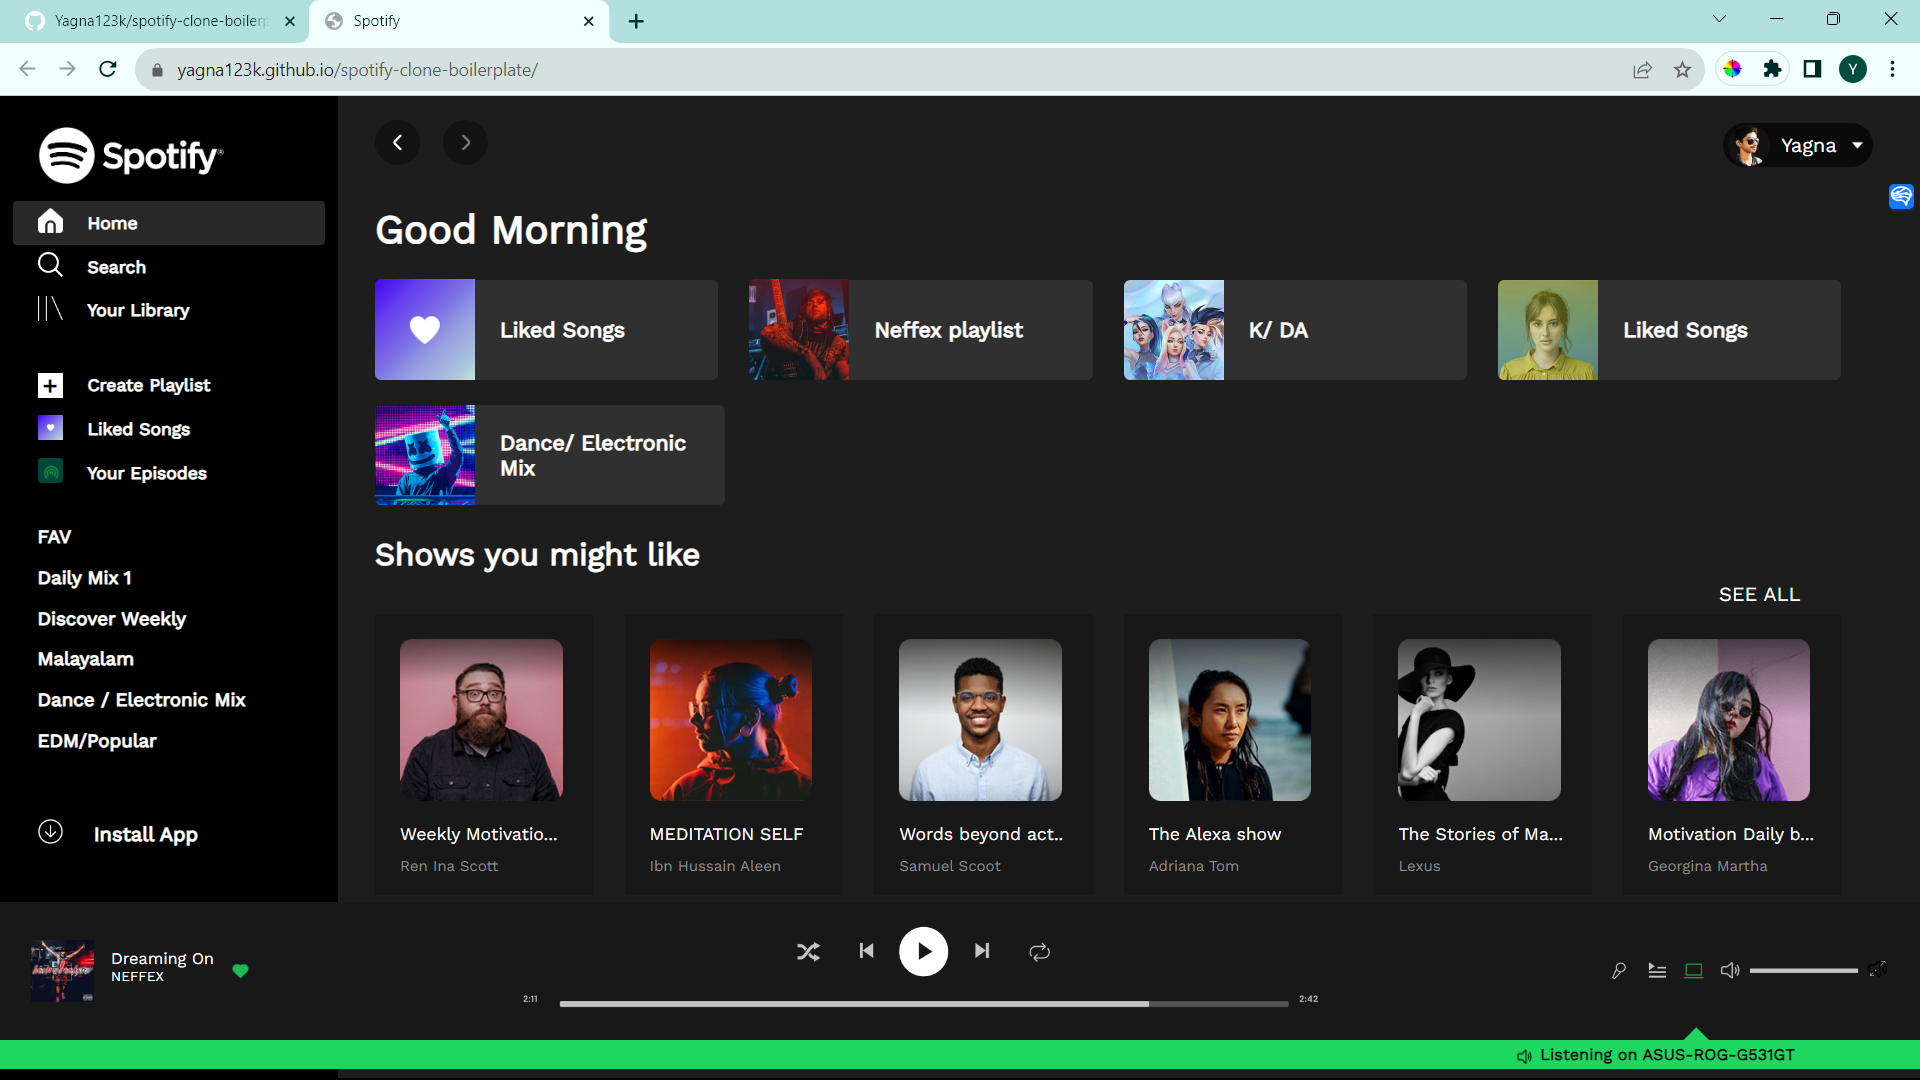 Yagna123k/spotify-clone-boilerp
Spotify
yagna123k.github.io/spotify-clone-boilerplate/
Y
Spotify
Home
Search
Your Library
Create Playlist
Liked Songs
Your Episodes
FAV
Daily Mix 1
Discover Weekly
Malayalam
Dance / Electronic Mix
EDM/Popular
Install App
Yagna
Good Morning
Liked Songs
Neffex playlist
K/ DA
Liked Songs
Dance/ Electronic
Mix
Shows you might like
SEE ALL
Weekly Motivatio...
Ren Ina Scott
MEDITATION SELF
Ibn Hussain Aleen
Words beyond act..
Samuel Scoot
The Alexa show
Adriana Tom
The Stories of Ma...
Lexus
Motivation Daily b...
Georgina Martha
Dreaming On
NEFFEX
2:11
2:42
Listening on ASUS-ROG-G531GT